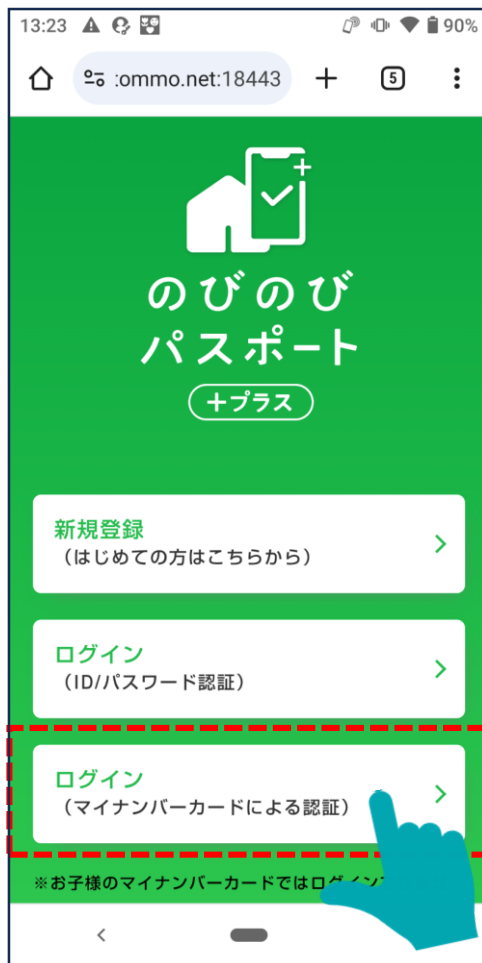 13:23
90%
:ommo.net:18443
5
のびのび
パスポート
+プラス
新規登録
（はじめての方はこちらから）
ログイン
（ID/パスワード認証）
ログイン
（マイナンバーカードによる認証）
※お子様のマイナンバーカードではログイン